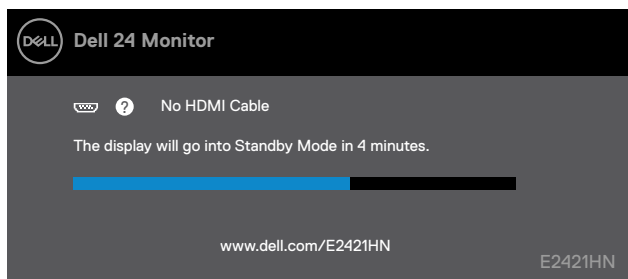 DELL Dell 24 Monitor
? No HDMI Cable
The display will go into Standby Mode in 4 minutes.
www.dell.com/E2421HN
E2421HN